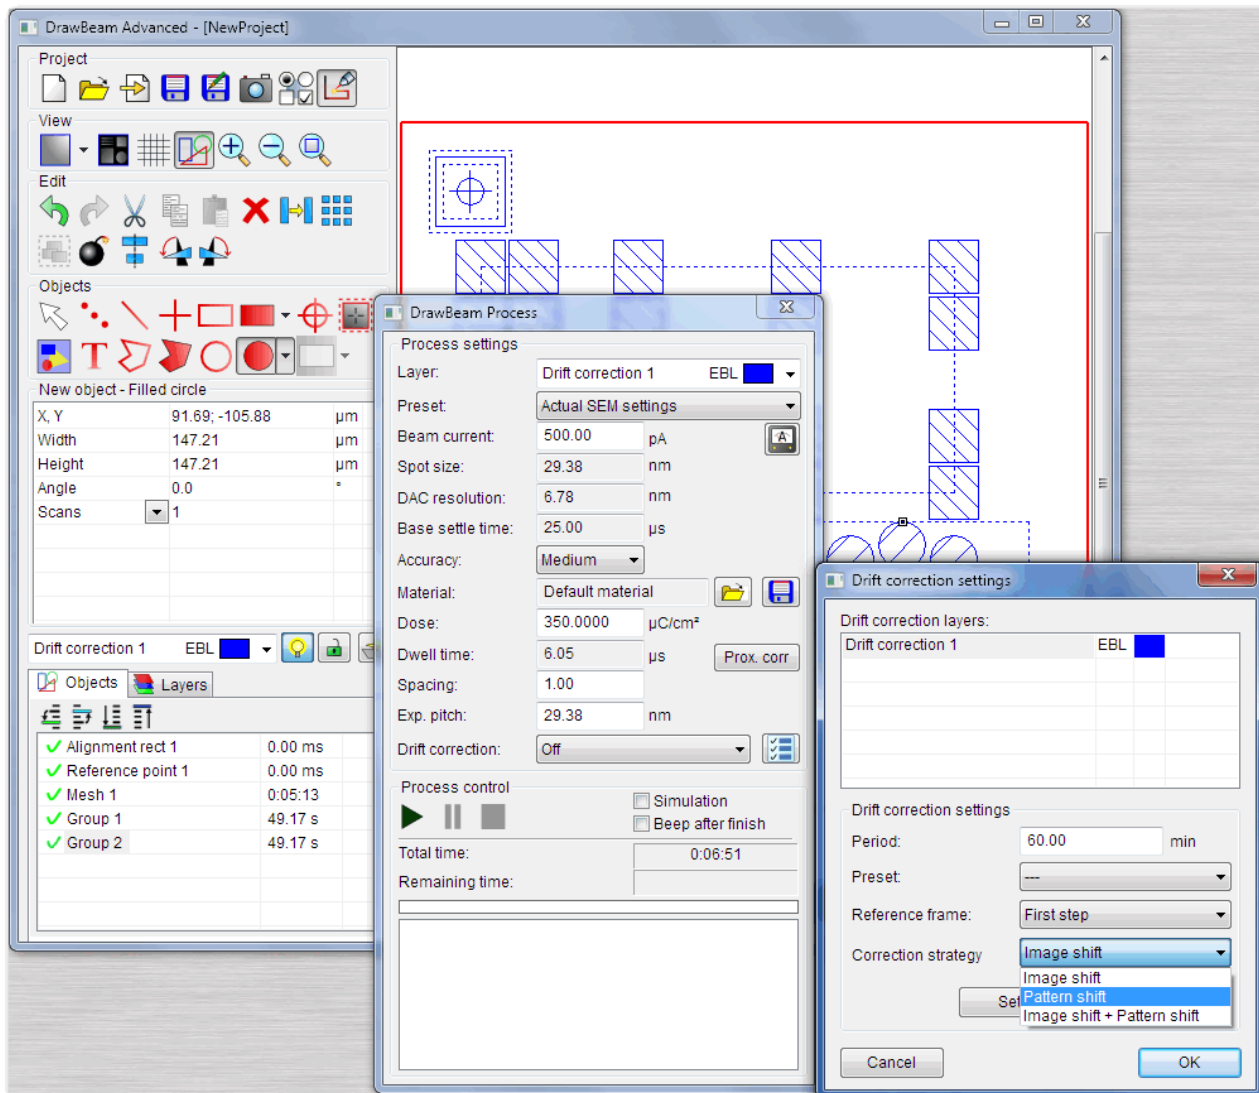 DrawBeam Advanced - [NewProject]
Project
View
Edit
Objects
T
New object - Filled circle
X, Y 91.69; -105.88 µm
Width 147.21 µm
Height 147.21 µm
Angle 0.0 °
Scans 1
Drift correction 1 EBL
Objects Layers
Alignment rect 1 0.00 ms
Reference point 1 0.00 ms
Mesh 1 0:05:13
Group 1 49.17 s
Group 2 49.17 s
DrawBeam Process
Process settings
Layer: Drift correction 1 EBL
Preset: Actual SEM settings
Beam current: 500.00 pA A
Spot size: 29.38 nm
DAC resolution: 6.78 nm
Base settle time: 25.00 µs
Accuracy: Medium
Material: Default material
Dose: 350.0000 µC/cm²
Dwell time: 6.05 µs Prox. corr
Spacing: 1.00
Exp. pitch: 29.38 nm
Drift correction: Off
Process control
Simulation
Beep after finish
Total time: 0:06:51
Remaining time:
Drift correction settings
Drift correction layers:
Drift correction 1 EBL
Drift correction settings
Period: 60.00 min
Preset: ---
Reference frame: First step
Correction strategy Image shift
Image shift
Pattern shift
Image shift + Pattern shift
Cancel OK